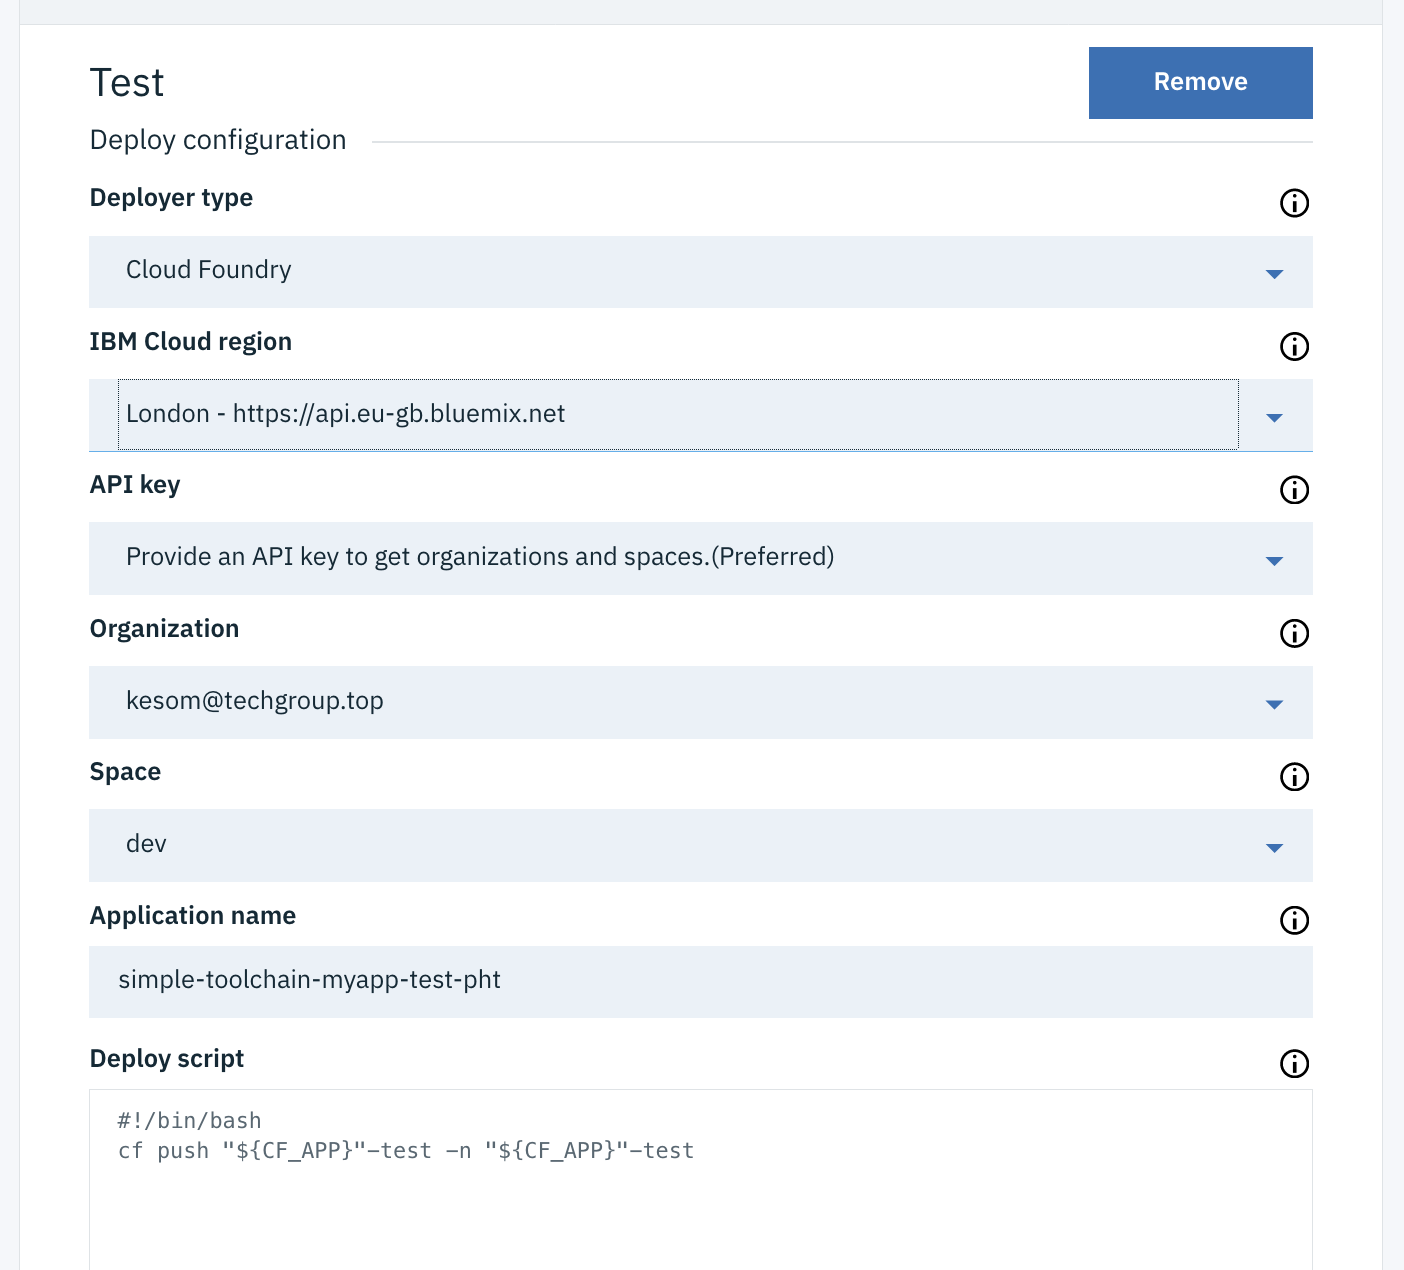 Test
Remove
Deploy configuration
Deployer type
Cloud Foundry
IBM Cloud region
London - https://api.eu-gb.bluemix.net
API key
Provide an API key to get organizations and spaces.(Preferred)
Organization
kesom@techgroup.top
Space
dev
Application name
simple-toolchain-myapp-test-pht
Deploy script
#!/bin/bash
cf push "${CF_APP}"-test -n "${CF_APP}"-test